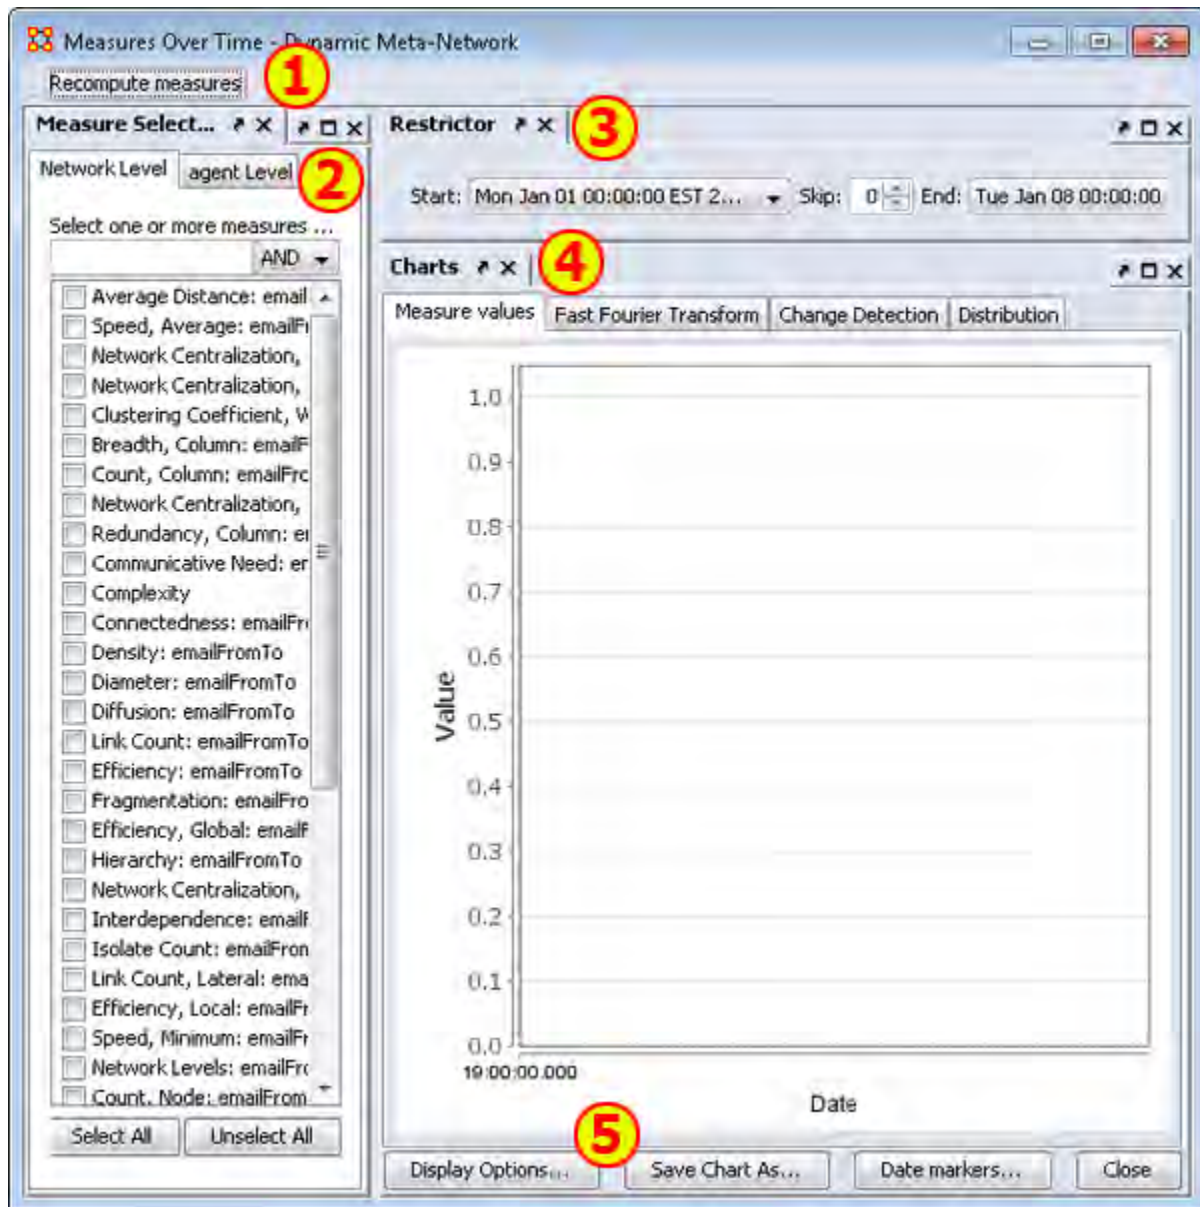 Measures Over Time - Dynamic Meta-Network
Recompute measures
1
Measure Select...
2
Network Level
agent Level
Select one or more measures ...
AND
Average Distance: email
Speed, Average: emailFr
Network Centralization,
Network Centralization,
Clustering Coefficient, W
Breadth, Column: emailF
Count, Column: emailFro
Network Centralization,
Redundancy, Column: er
Communicative Need: er
Complexity
Connectedness: emailFro
Density: emailFromTo
Diameter: emailFromTo
Diffusion: emailFromTo
Link Count: emailFromTo
Efficiency: emailFromTo
Fragmentation: emailFro
Efficiency, Global: emailF
Hierarchy: emailFromTo
Network Centralization,
Interdependence: emailF
Isolate Count: emailFron
Link Count, Lateral: ema
Efficiency, Local: emailFr
Speed, Minimum: emailFr
Network Levels: emailFro
Count, Node: emailFrom
Select All
Unselect All
Restrictor
3
Start: Mon Jan 01 00:00:00 EST 2... Skip: 0 End: Tue Jan 08 00:00:00
Charts
4
Measure values
Fast Fourier Transform
Change Detection
Distribution
1.0
0.9
0.8
0.7
0.6
0.5
0.4
0.3
0.2
0.1
0.0
Value
19:00:00.000
Date
5
Display Options...
Save Chart As...
Date markers...
Close